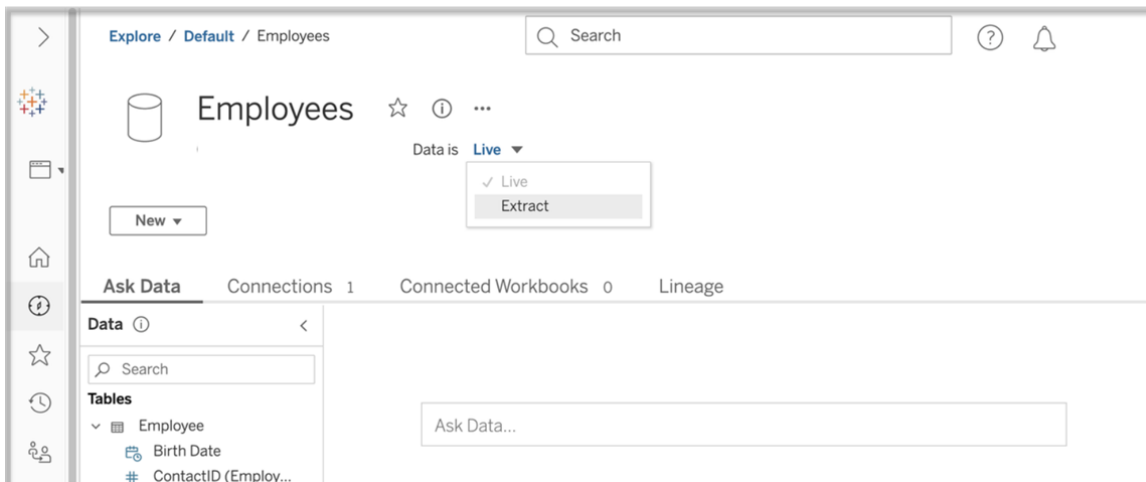 Explore / Default / Employees
Search
Employees
Data is Live
Live
Extract
New
Ask Data Connections 1 Connected Workbooks 0 Lineage
Data
Search
Tables
Employee
Birth Date
ContactID (Employ...
Ask Data...